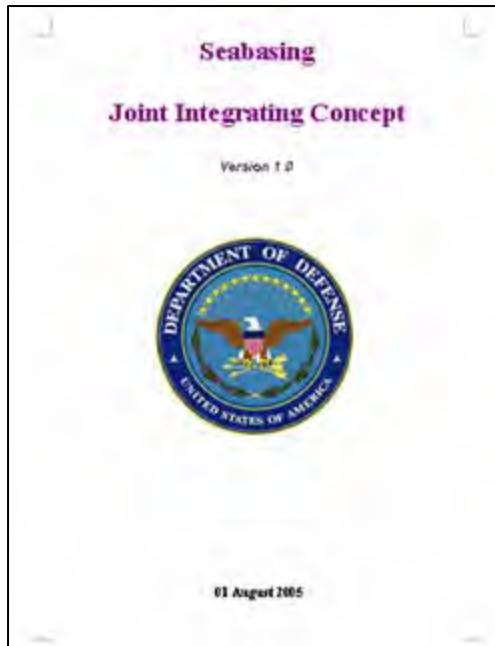 Seabasing
Joint Integrating Concept
Version 1.0
DEPARTMENT OF DEFENSE
UNITED STATES OF AMERICA
01 August 2005